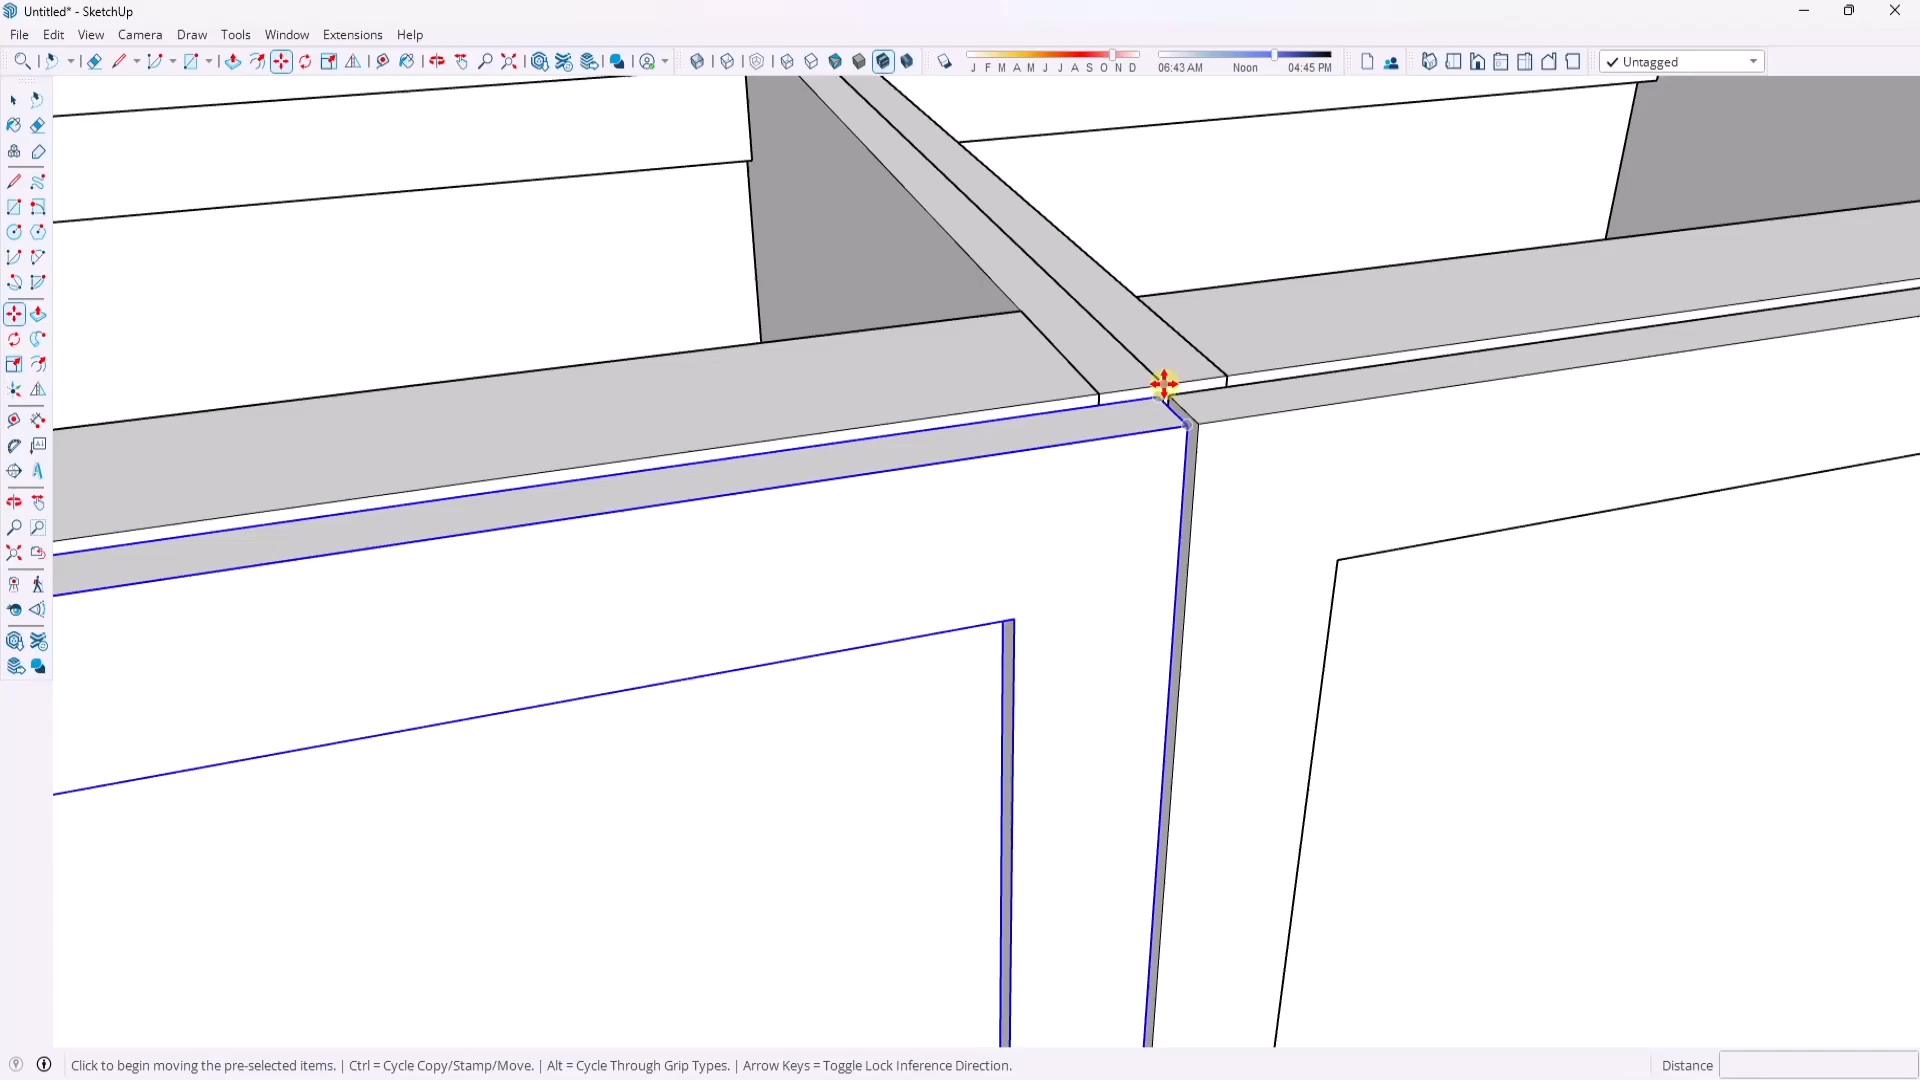 Untitled* - SketchUp
File Edit View Camera Draw Tools Window Extensions Help
J F M A M J J A S O N D
06:43 AM Noon 04:45 PM
Untagged
A1
A
Click to begin moving the pre-selected items. | Ctrl = Cycle Copy/Stamp/Move. | Alt = Cycle Through Grip Types. | Arrow Keys = Toggle Lock Inference Direction.
Distance